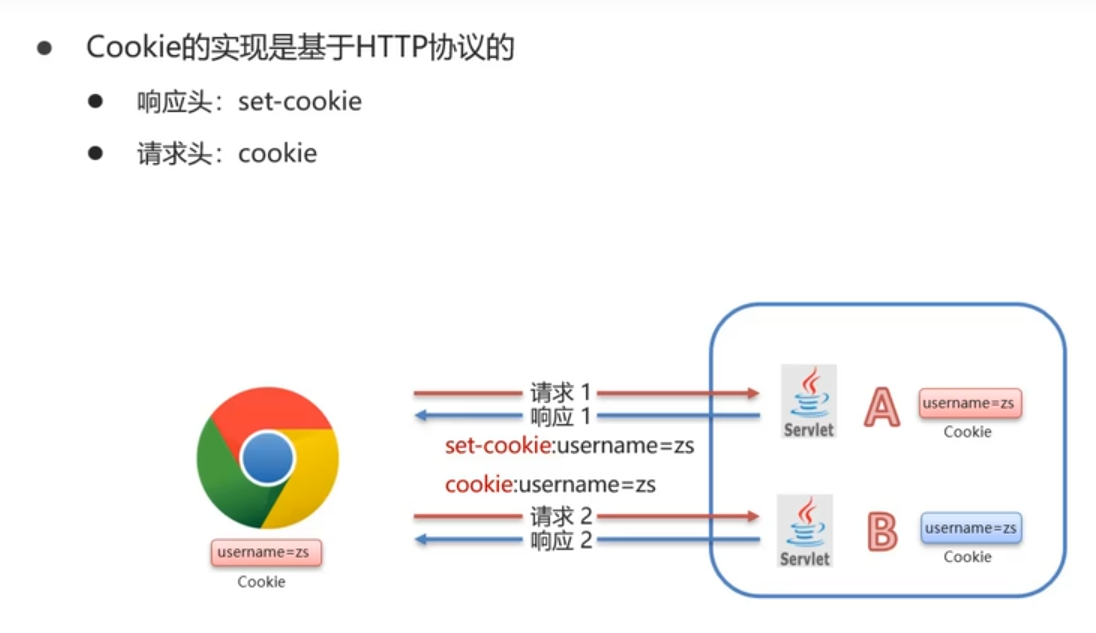 Cookie的实现是基于HTTP协议的
响应头：set-cookie
请求头：cookie
请求 1
响应 1
set-cookie:username=zs
cookie:username=zs
请求 2
响应 2
username=zs
Cookie
Servlet
A
username=zs
Cookie
Servlet
B
username=zs
Cookie